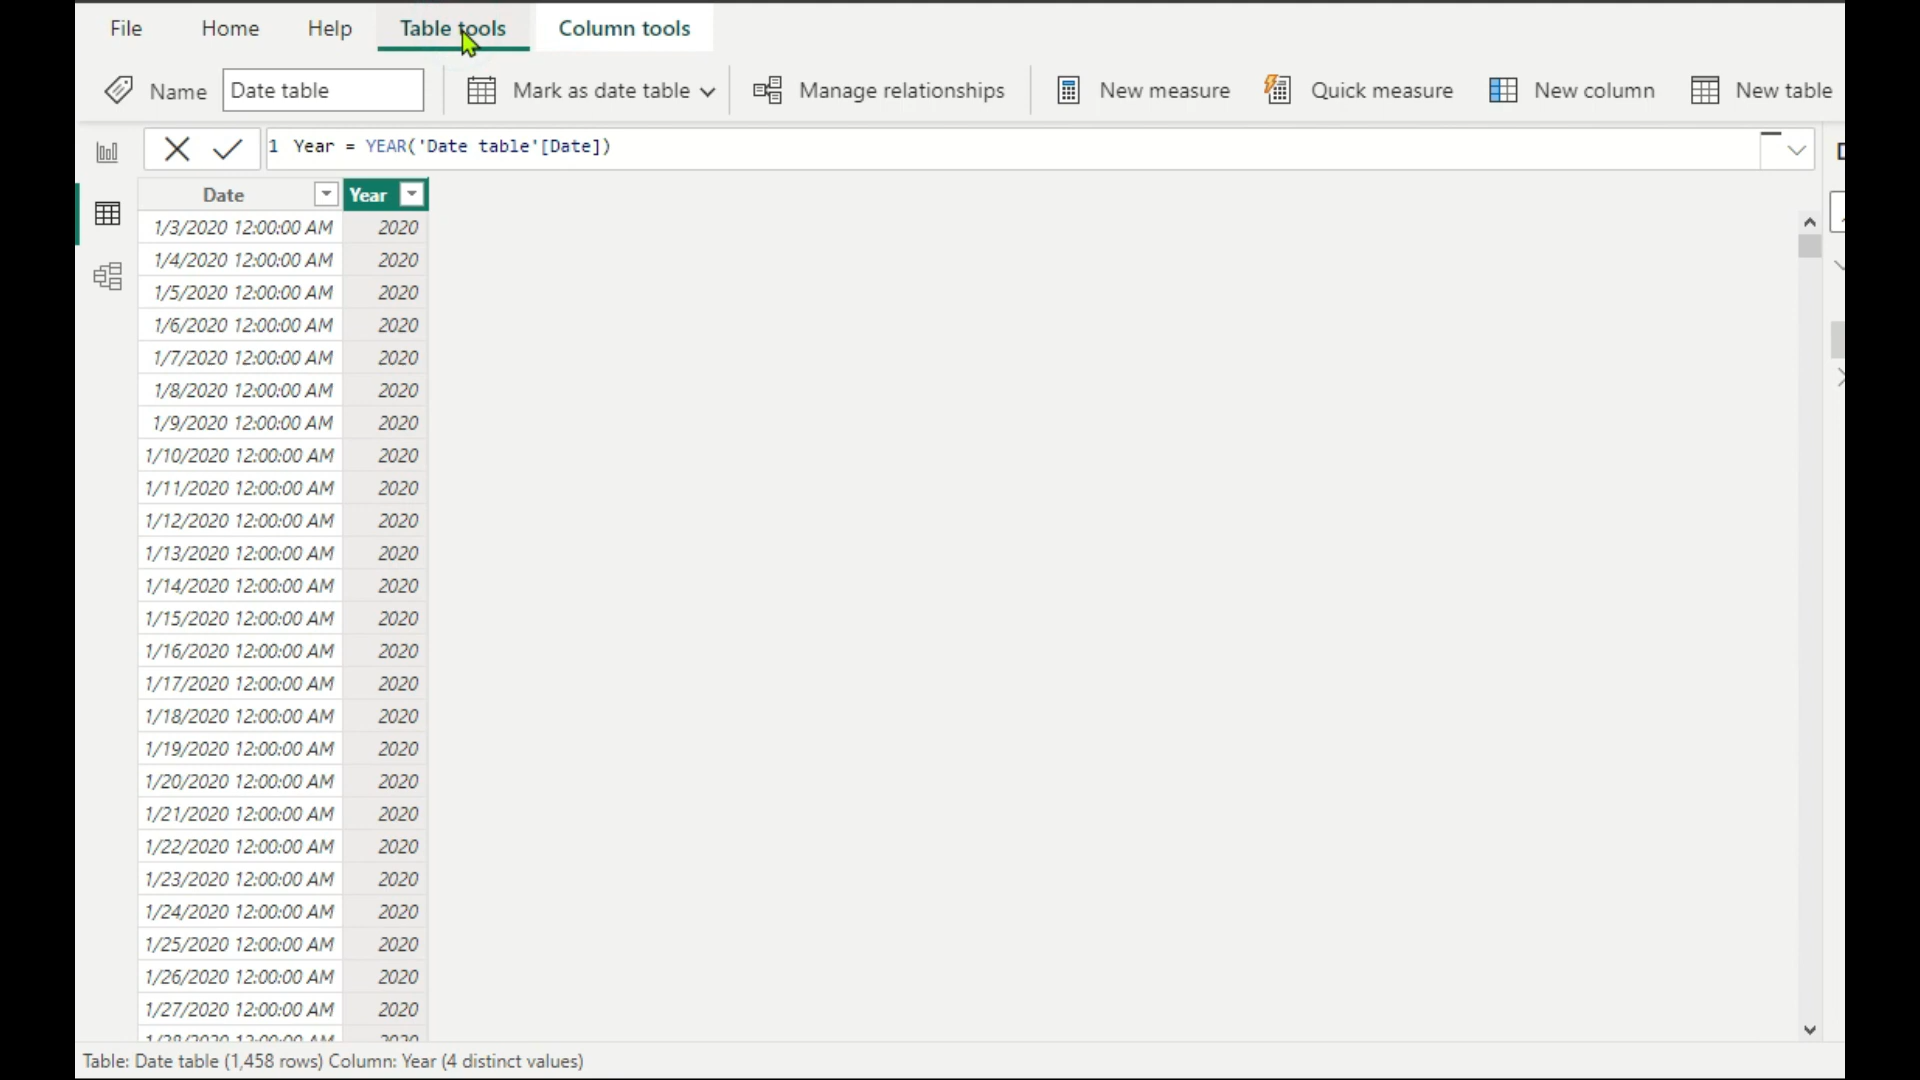 File Home Help Table tools Column tools
Name Date table Mark as date table Manage relationships New measure Quick measure New column New table
1 Year = YEAR('Date table'[Date])
Date Year
1/3/2020 12:00:00 AM 2020
1/4/2020 12:00:00 AM 2020
1/5/2020 12:00:00 AM 2020
1/6/2020 12:00:00 AM 2020
1/7/2020 12:00:00 AM 2020
1/8/2020 12:00:00 AM 2020
1/9/2020 12:00:00 AM 2020
1/10/2020 12:00:00 AM 2020
1/11/2020 12:00:00 AM 2020
1/12/2020 12:00:00 AM 2020
1/13/2020 12:00:00 AM 2020
1/14/2020 12:00:00 AM 2020
1/15/2020 12:00:00 AM 2020
1/16/2020 12:00:00 AM 2020
1/17/2020 12:00:00 AM 2020
1/18/2020 12:00:00 AM 2020
1/19/2020 12:00:00 AM 2020
1/20/2020 12:00:00 AM 2020
1/21/2020 12:00:00 AM 2020
1/22/2020 12:00:00 AM 2020
1/23/2020 12:00:00 AM 2020
1/24/2020 12:00:00 AM 2020
1/25/2020 12:00:00 AM 2020
1/26/2020 12:00:00 AM 2020
1/27/2020 12:00:00 AM 2020
Table: Date table (1,458 rows) Column: Year (4 distinct values)